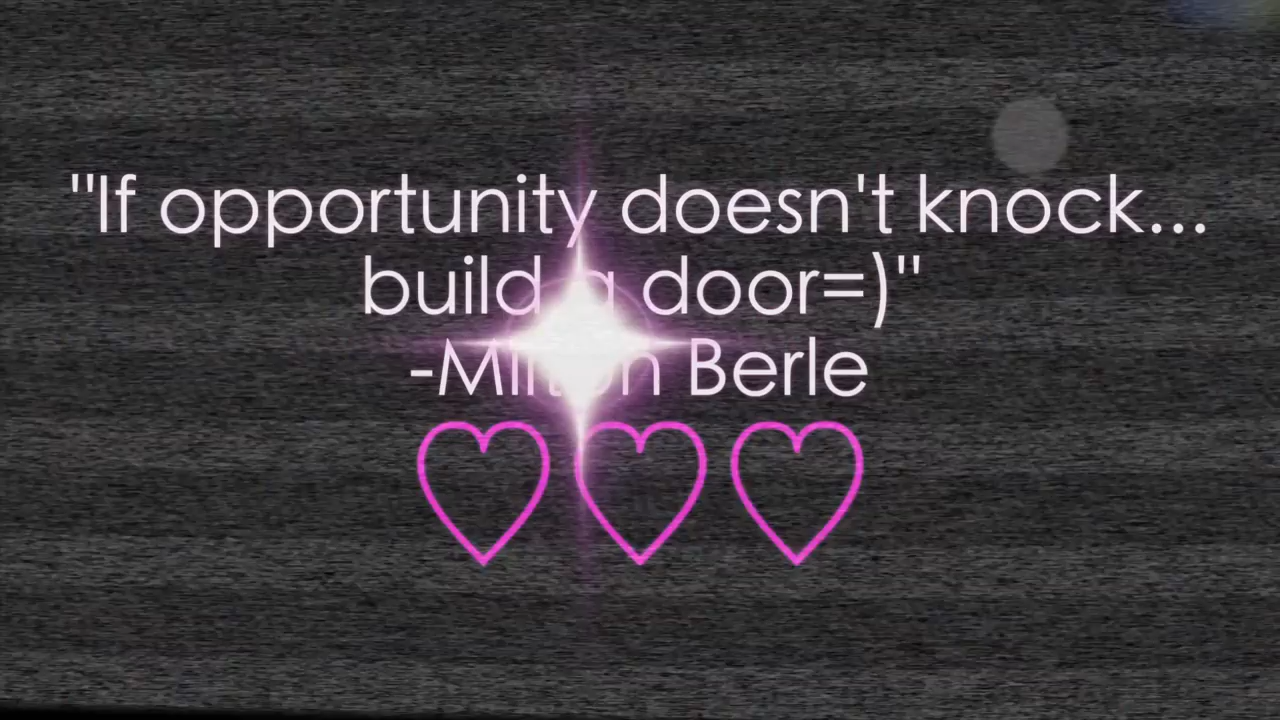 "If opportunity doesn't knock...
build a door=)"
-Milton Berle